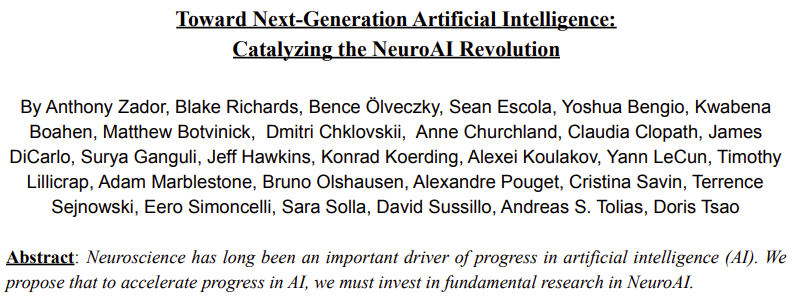 Toward Next-Generation Artificial Intelligence:
Catalyzing the NeuroAI Revolution
By Anthony Zador, Blake Richards, Bence Ölveczky, Sean Escola, Yoshua Bengio, Kwabena
Boahen, Matthew Botvinick, Dmitri Chklovskii, Anne Churchland, Claudia Clopath, James
DiCarlo, Surya Ganguli, Jeff Hawkins, Konrad Koerding, Alexei Koulakov, Yann LeCun, Timothy
Lillicrap, Adam Marblestone, Bruno Olshausen, Alexandre Pouget, Cristina Savin, Terrence
Sejnowski, Eero Simoncelli, Sara Solla, David Sussillo, Andreas S. Tolias, Doris Tsao
Abstract: Neuroscience has long been an important driver of progress in artificial intelligence (AI). We
propose that to accelerate progress in AI, we must invest in fundamental research in NeuroAI.